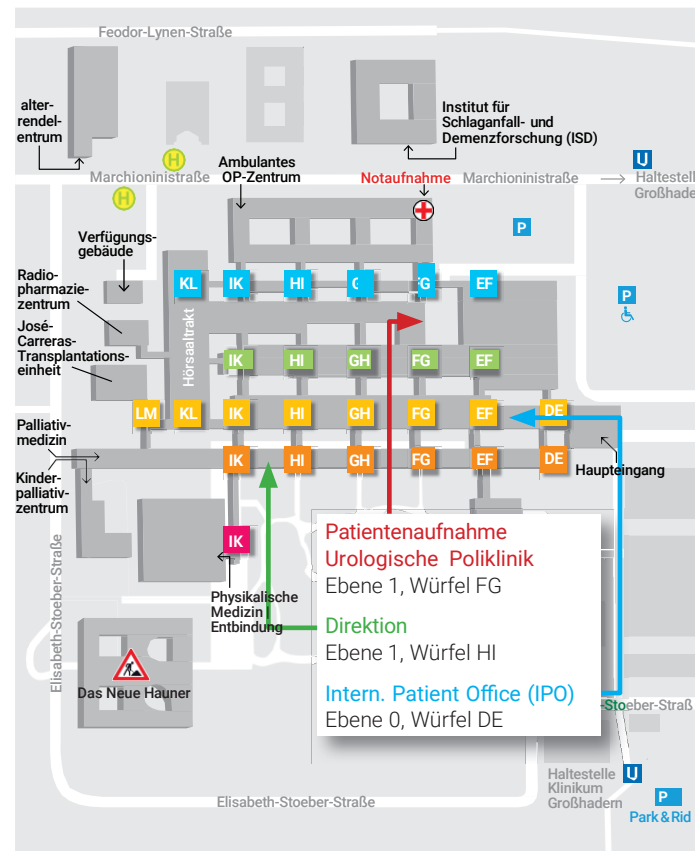 Feodor-Lynen-Straße
alter-
rendel-
entrum
Institut für
Schlaganfall- und
Demenzforschung (ISD)
U
H
Ambulantes
OP-Zentrum
Marchioninistraße
Notaufnahme
Marchioninistraße
Haltestelle
Großhade
H
P
Verfügungs-
gebäude
Radio-
pharmazie-
zentrum
KL IK HI G FG EF
P
José-
Carreras-
Transplantations-
einheit
Hörsaaltrakt
IK HI GH FG EF
LM KL IK HI GH FG EF DE
Palliativ-
medizin
IK HI GH FG EF DE
Haupteingang
Kinder-
palliativ-
zentrum
IK
Physikalische
Medizin I
Entbindung
Patientenaufnahme
Urologische Poliklinik
Ebene 1, Würfel FG
Direktion
Ebene 1, Würfel HI
Intern. Patient Office (IPO)
Ebene 0, Würfel DE
Elisabeth-Stoeber-Straße
Das Neue Hauner
-Stoeber-Straß
Haltestelle
Klinikum
Großhadern
U
P
Park & Rid
Elisabeth-Stoeber-Straße